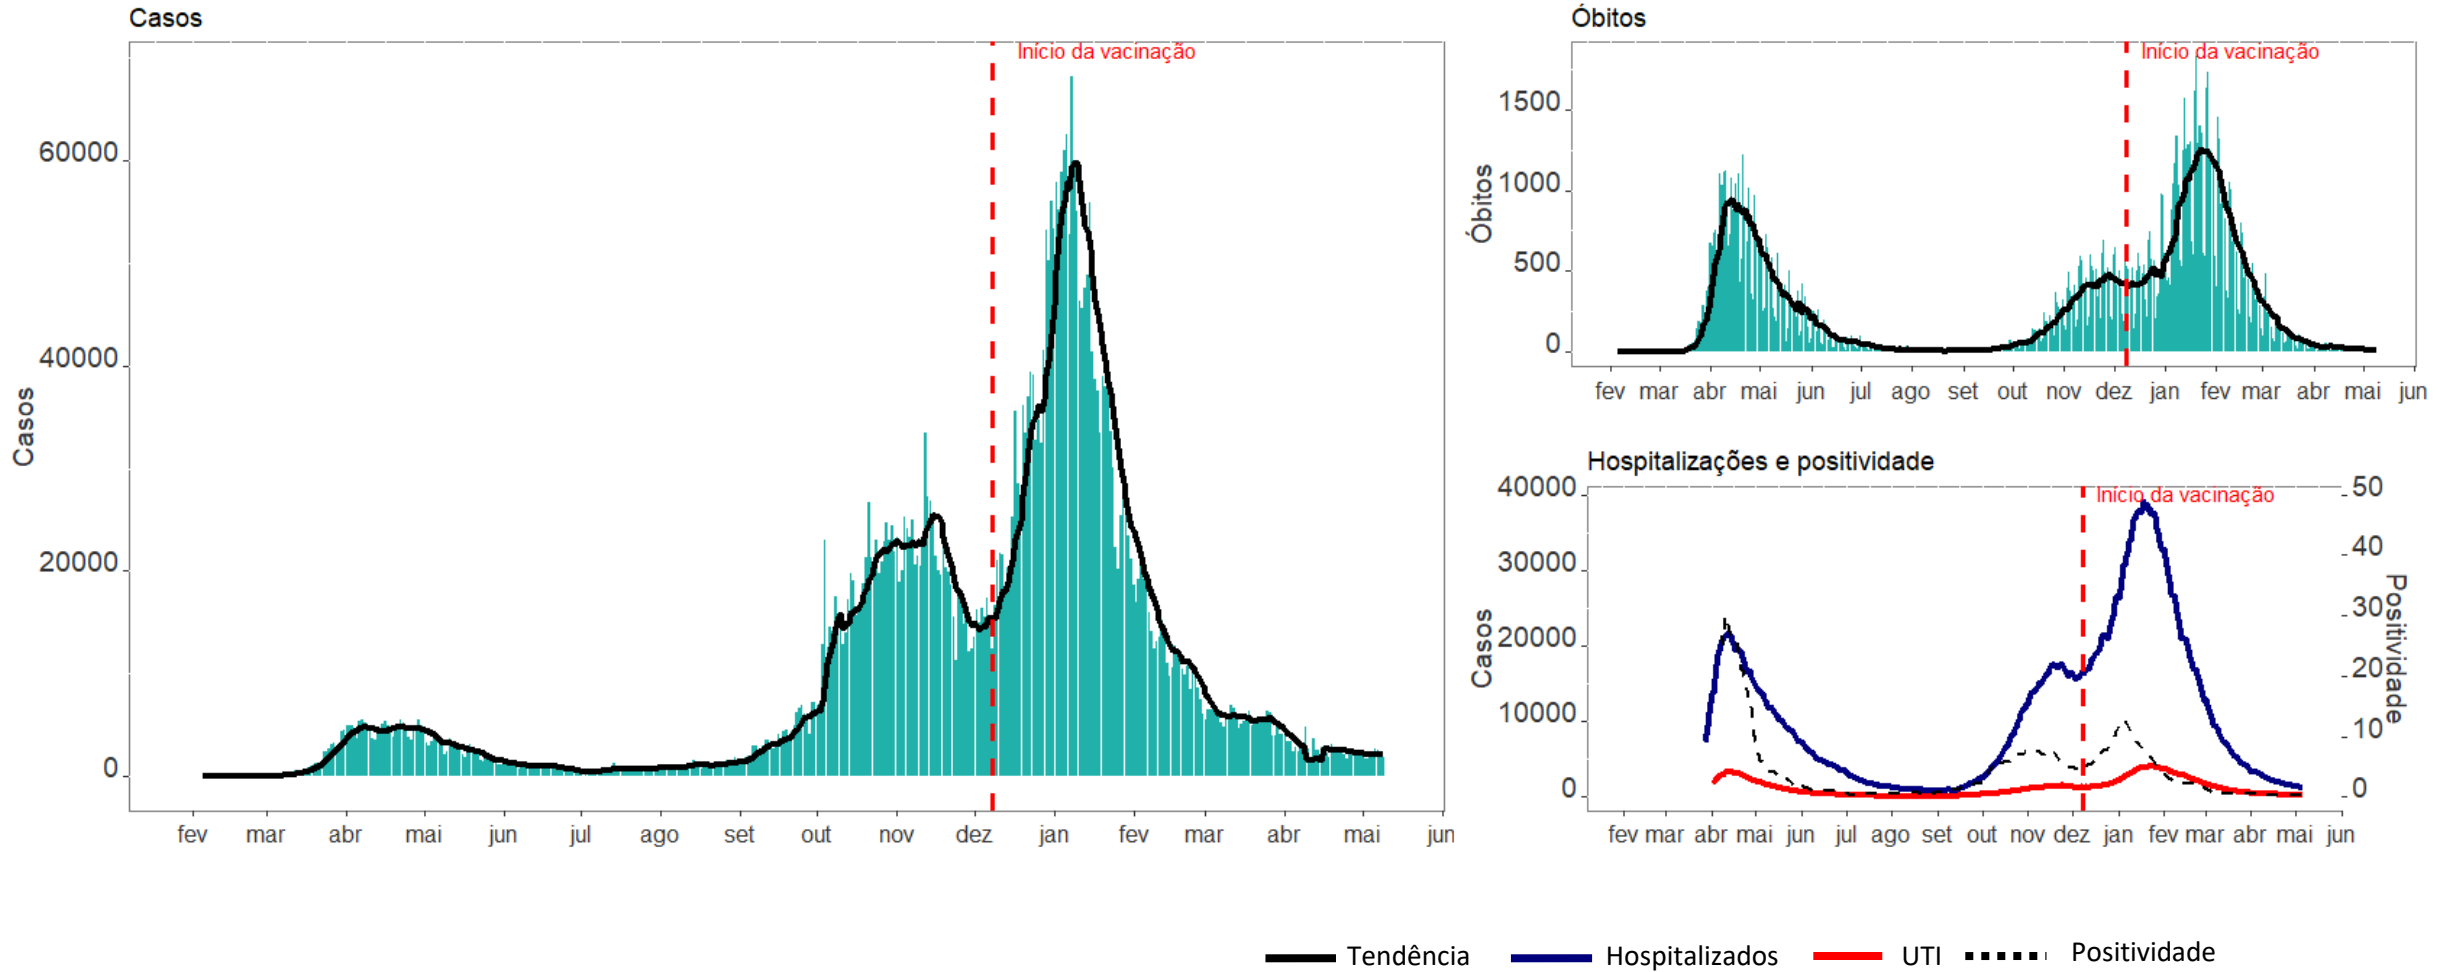 Casos
Início da vacinação
60000
40000
20000
0
Casos
fev mar abr mai jun jul ago set out nov dez jan fev mar abr mai jun
Óbitos
Início da vacinação
1500
1000
500
0
Óbitos
fev mar abr mai jun jul ago set out nov dez jan fev mar abr mai jun
Hospitalizações e positividade
Início da vacinação
40000
30000
20000
10000
0
Casos
50
40
30
20
10
0
Positividade
fev mar abr mai jun jul ago set out nov dez jan fev mar abr mai jun
Tendência Hospitalizados UTI Positividade